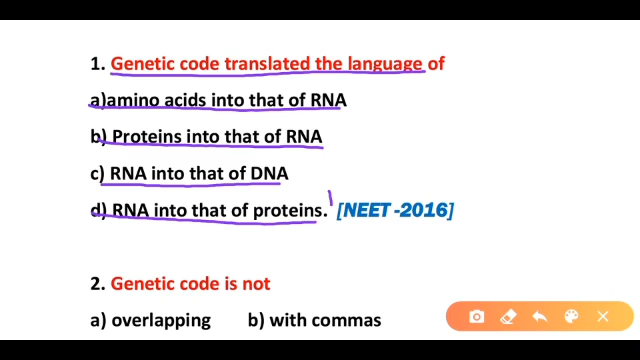 1. Genetic code translated the language of
a)amino acids into that of RNA
b) Proteins into that of RNA
c) RNA into that of DNA
d) RNA into that of proteins. [NEET -2016]
2. Genetic code is not
a) overlapping b) with commas